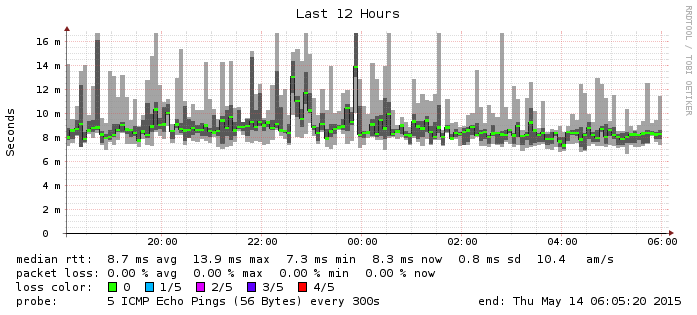 Last 12 Hours
RRDTOOL / TOBI OETIKER
Seconds
16 m
14 m
12 m
10 m
8 m
6 m
4 m
2 m
0
20:00 22:00 00:00 02:00 04:00 06:00
median rtt: 8.7 ms avg 13.9 ms max 7.3 ms min 8.3 ms now 0.8 ms sd 10.4 am/s
packet loss: 0.00 % avg 0.00 % max 0.00 % min 0.00 % now
loss color: 0 1/5 2/5 3/5 4/5
probe: 5 ICMP Echo Pings (56 Bytes) every 300s end: Thu May 14 06:05:20 2015